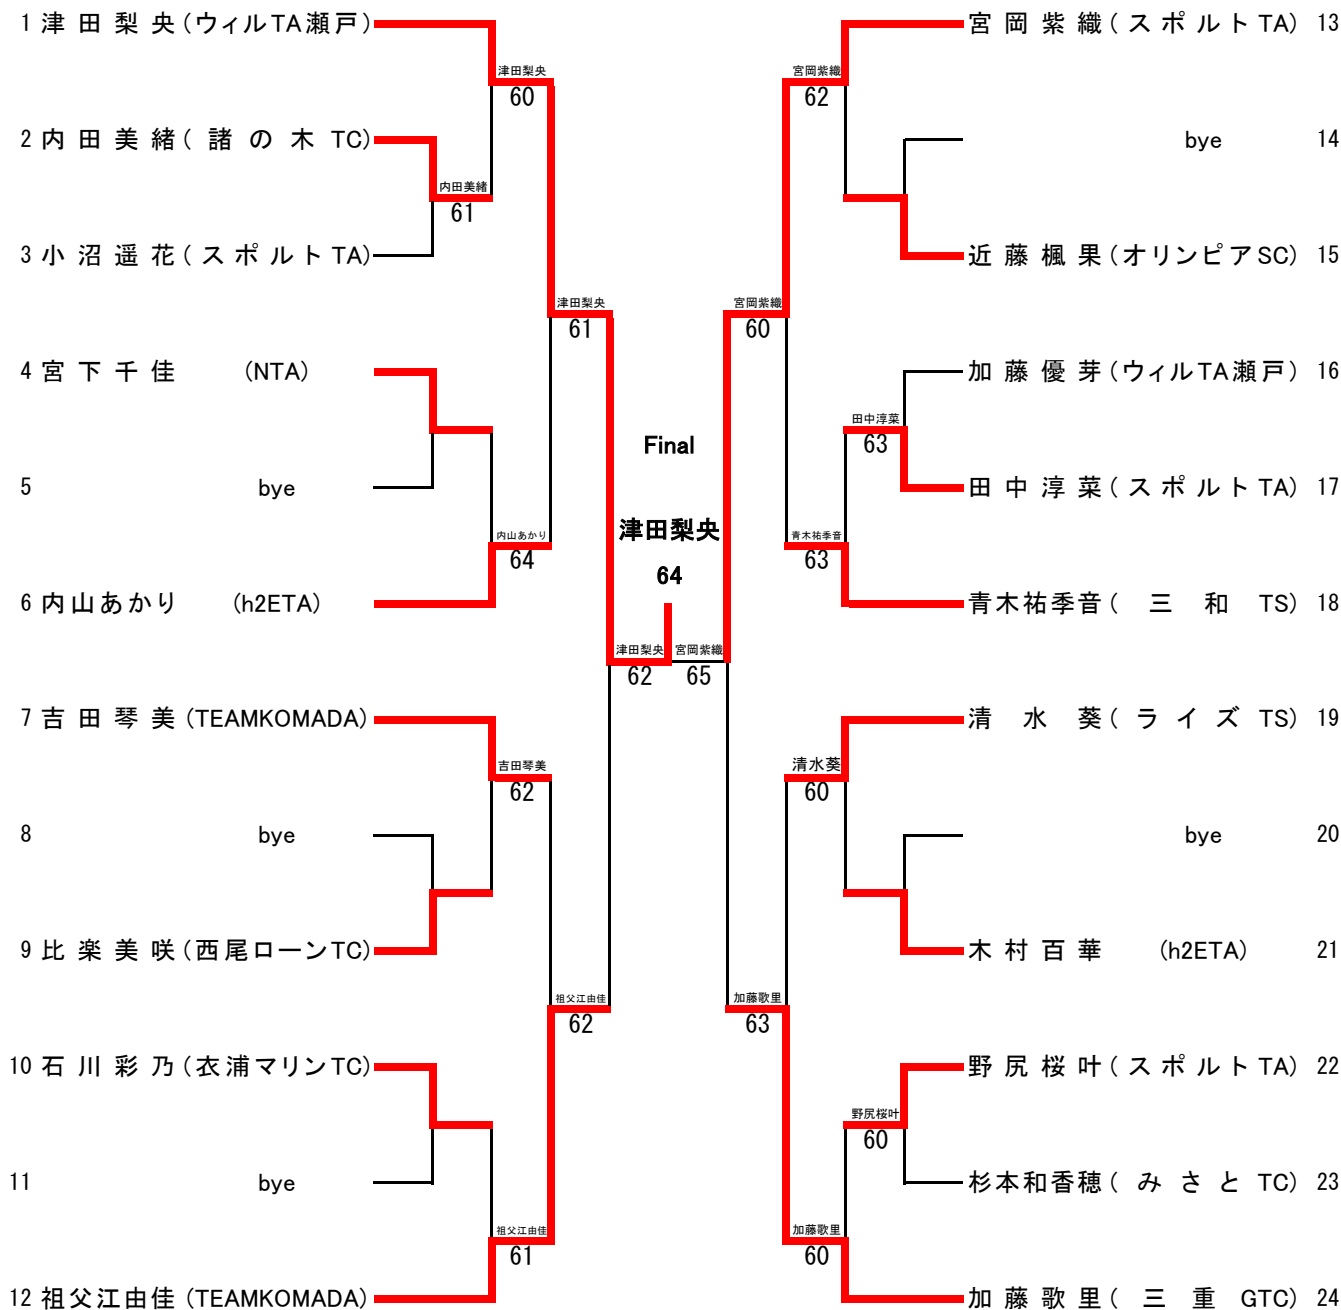 1 津田梨央(ウィルTA瀬戸)
津田梨央
60
2 内田美緒(諸の木TC)
内田美緒
61
3 小沼遥花(スポルトTA)
津田梨央
61
4 宮下千佳 (NTA)
5 bye
内山あかり
64
6 内山あかり (h2ETA)
津田梨央
62
7 吉田琴美(TEAMKOMADA)
吉田琴美
62
8 bye
9 比楽美咲(西尾ローンTC)
祖父江由佳
62
10 石川彩乃(衣浦マリンTC)
11 bye
祖父江由佳
61
12 祖父江由佳(TEAMKOMADA)
Final
津田梨央
64
宮岡紫織(スポルトTA) 13
宮岡紫織
62
bye 14
近藤楓果(オリンピアSC) 15
宮岡紫織
60
加藤優芽(ウィルTA瀬戸) 16
田中淳菜
63
田中淳菜(スポルトTA) 17
青木祐季音
63
青木祐季音(三和TS) 18
宮岡紫織
65
清水葵(ライズTS) 19
清水葵
60
bye 20
木村百華 (h2ETA) 21
加藤歌里
63
野尻桜叶(スポルトTA) 22
野尻桜叶
60
杉本和香穂(みさとTC) 23
加藤歌里
60
加藤歌里(三重GTC) 24